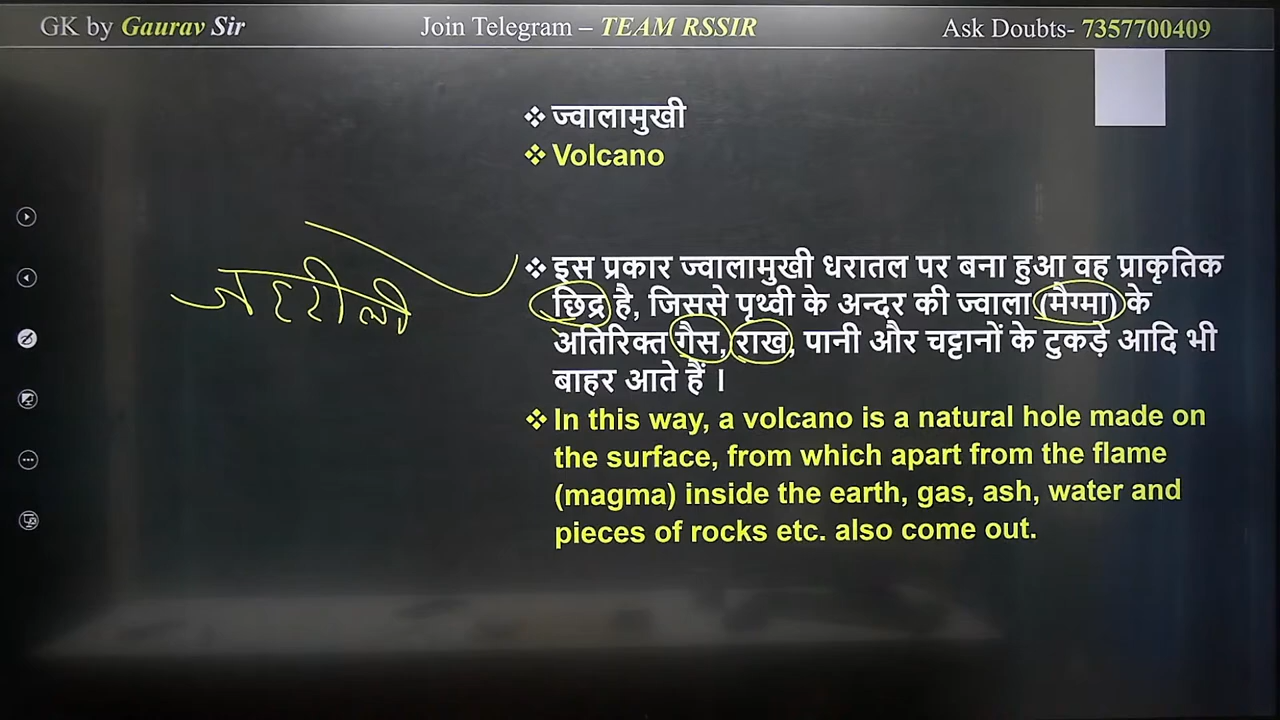 GK by Gaurav Sir
Join Telegram – TEAM RSSIR
Ask Doubts- 7357700409
❖ ज्वालामुखी
❖ Volcano
❖ इस प्रकार ज्वालामुखी धरातल पर बना हुआ वह प्राकृतिक
छिद्र है, जिससे पृथ्वी के अन्दर की ज्वाला (मैग्मा) के
अतिरिक्त गैस, राख, पानी और चट्टानों के टुकड़े आदि भी
बाहर आते हैं ।
❖ In this way, a volcano is a natural hole made on
the surface, from which apart from the flame
(magma) inside the earth, gas, ash, water and
pieces of rocks etc. also come out.
जहरीली